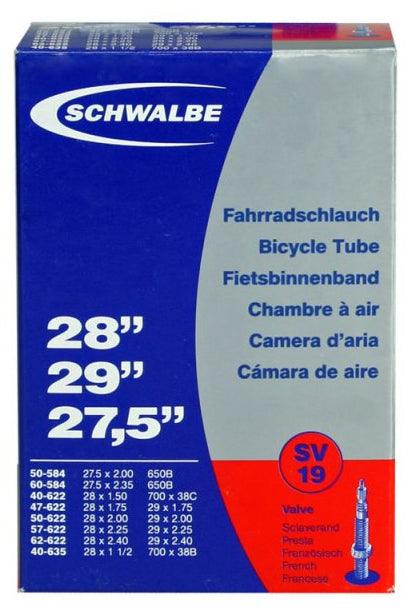 SCHWALBE
Fahrradschlauch
Bicycle Tube
Fietsbinnenband
Chambre à air
Camera d'aria
Cámara de aire
28”
29”
27,5”
50-584 27.5 x 2.00 650B
60-584 27.5 x 2.35 650B
40-622 28 x 1.50 700 x 38C
47-622 28 x 1.75 29 x 1.75
50-622 28 x 2.00 29 x 2.00
57-622 28 x 2.25 29 x 2.25
62-622 28 x 2.40 29 x 2.40
40-635 28 x 1 1/2 700 x 38B
SV
19
Valve
Sclaverand
Presta
Französisch
French
Francese